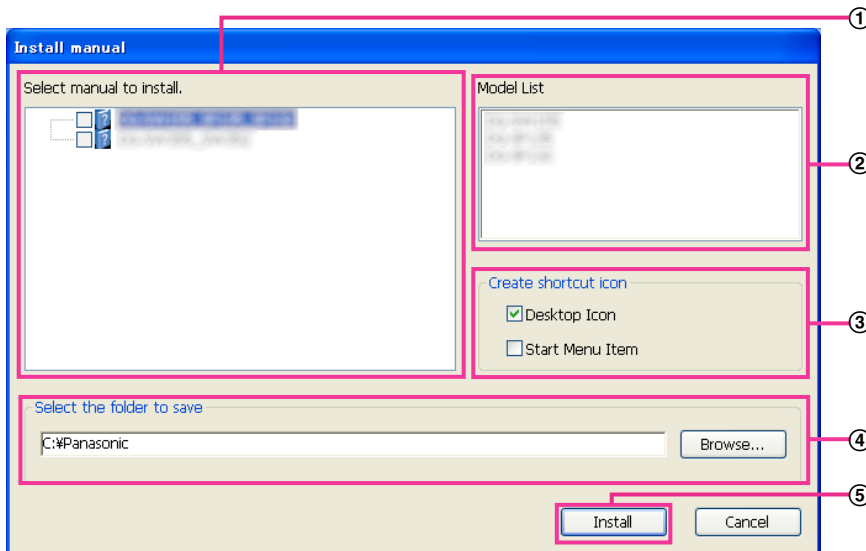 ①
Install manual
Select manual to install.
Model List
②
Create shortcut icon
Desktop Icon
③
Start Menu Item
Select the folder to save
C:¥Panasonic
Browse...
④
⑤
Install
Cancel